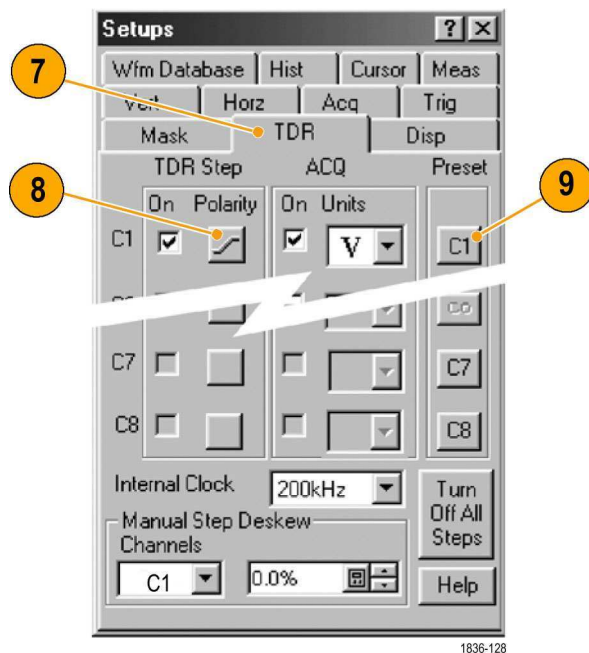 Setups
? ×
7
Wfm Database Hist Cursor Meas
Horz Acq Trig
Mask TDR Disp
TDR Step ACQ Preset
8
9
On Polarity On Units
C1 V C1
C7 C7
C8 C8
Internal Clock 200kHz
Turn Off All Steps
Manual Step Deskew
Channels
C1 0.0%
Help
1836-128